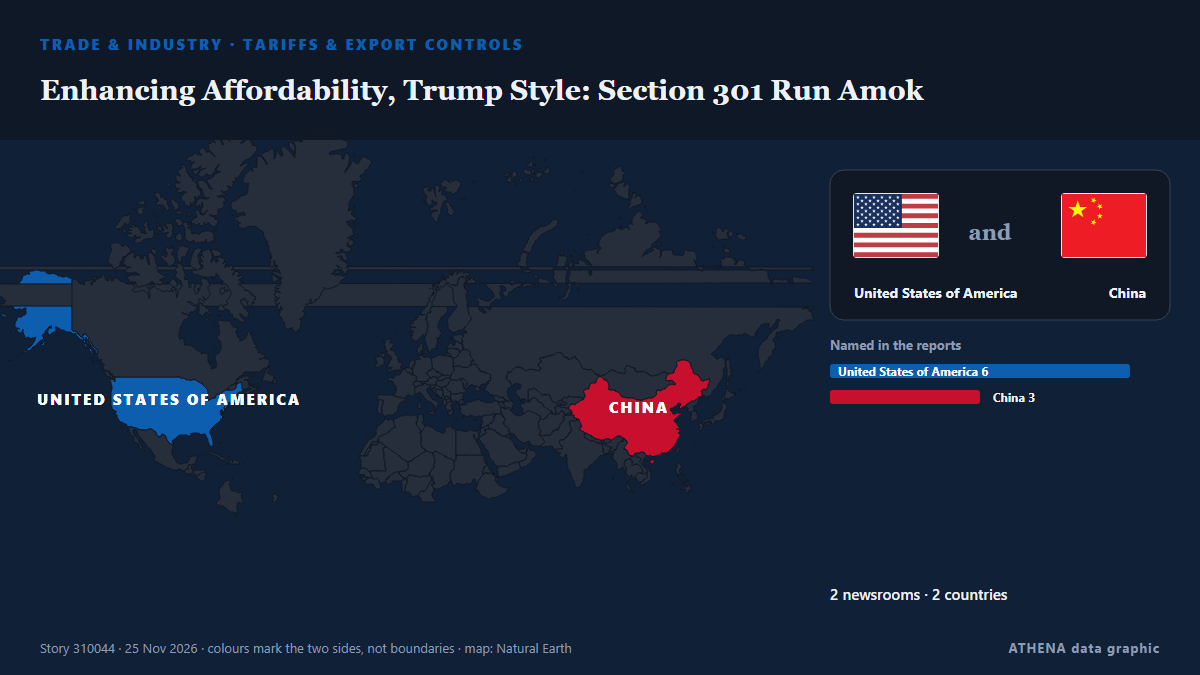 TRADE & INDUSTRY · TARIFFS & EXPORT CONTROLS
Enhancing Affordability, Trump Style: Section 301 Run Amok
and
United States of America
China
Named in the reports
United States of America 6
China 3
UNITED STATES OF AMERICA
CHINA
2 newsrooms · 2 countries
Story 310044 · 25 Nov 2026 · colours mark the two sides, not boundaries · map: Natural Earth
ATHENA data graphic